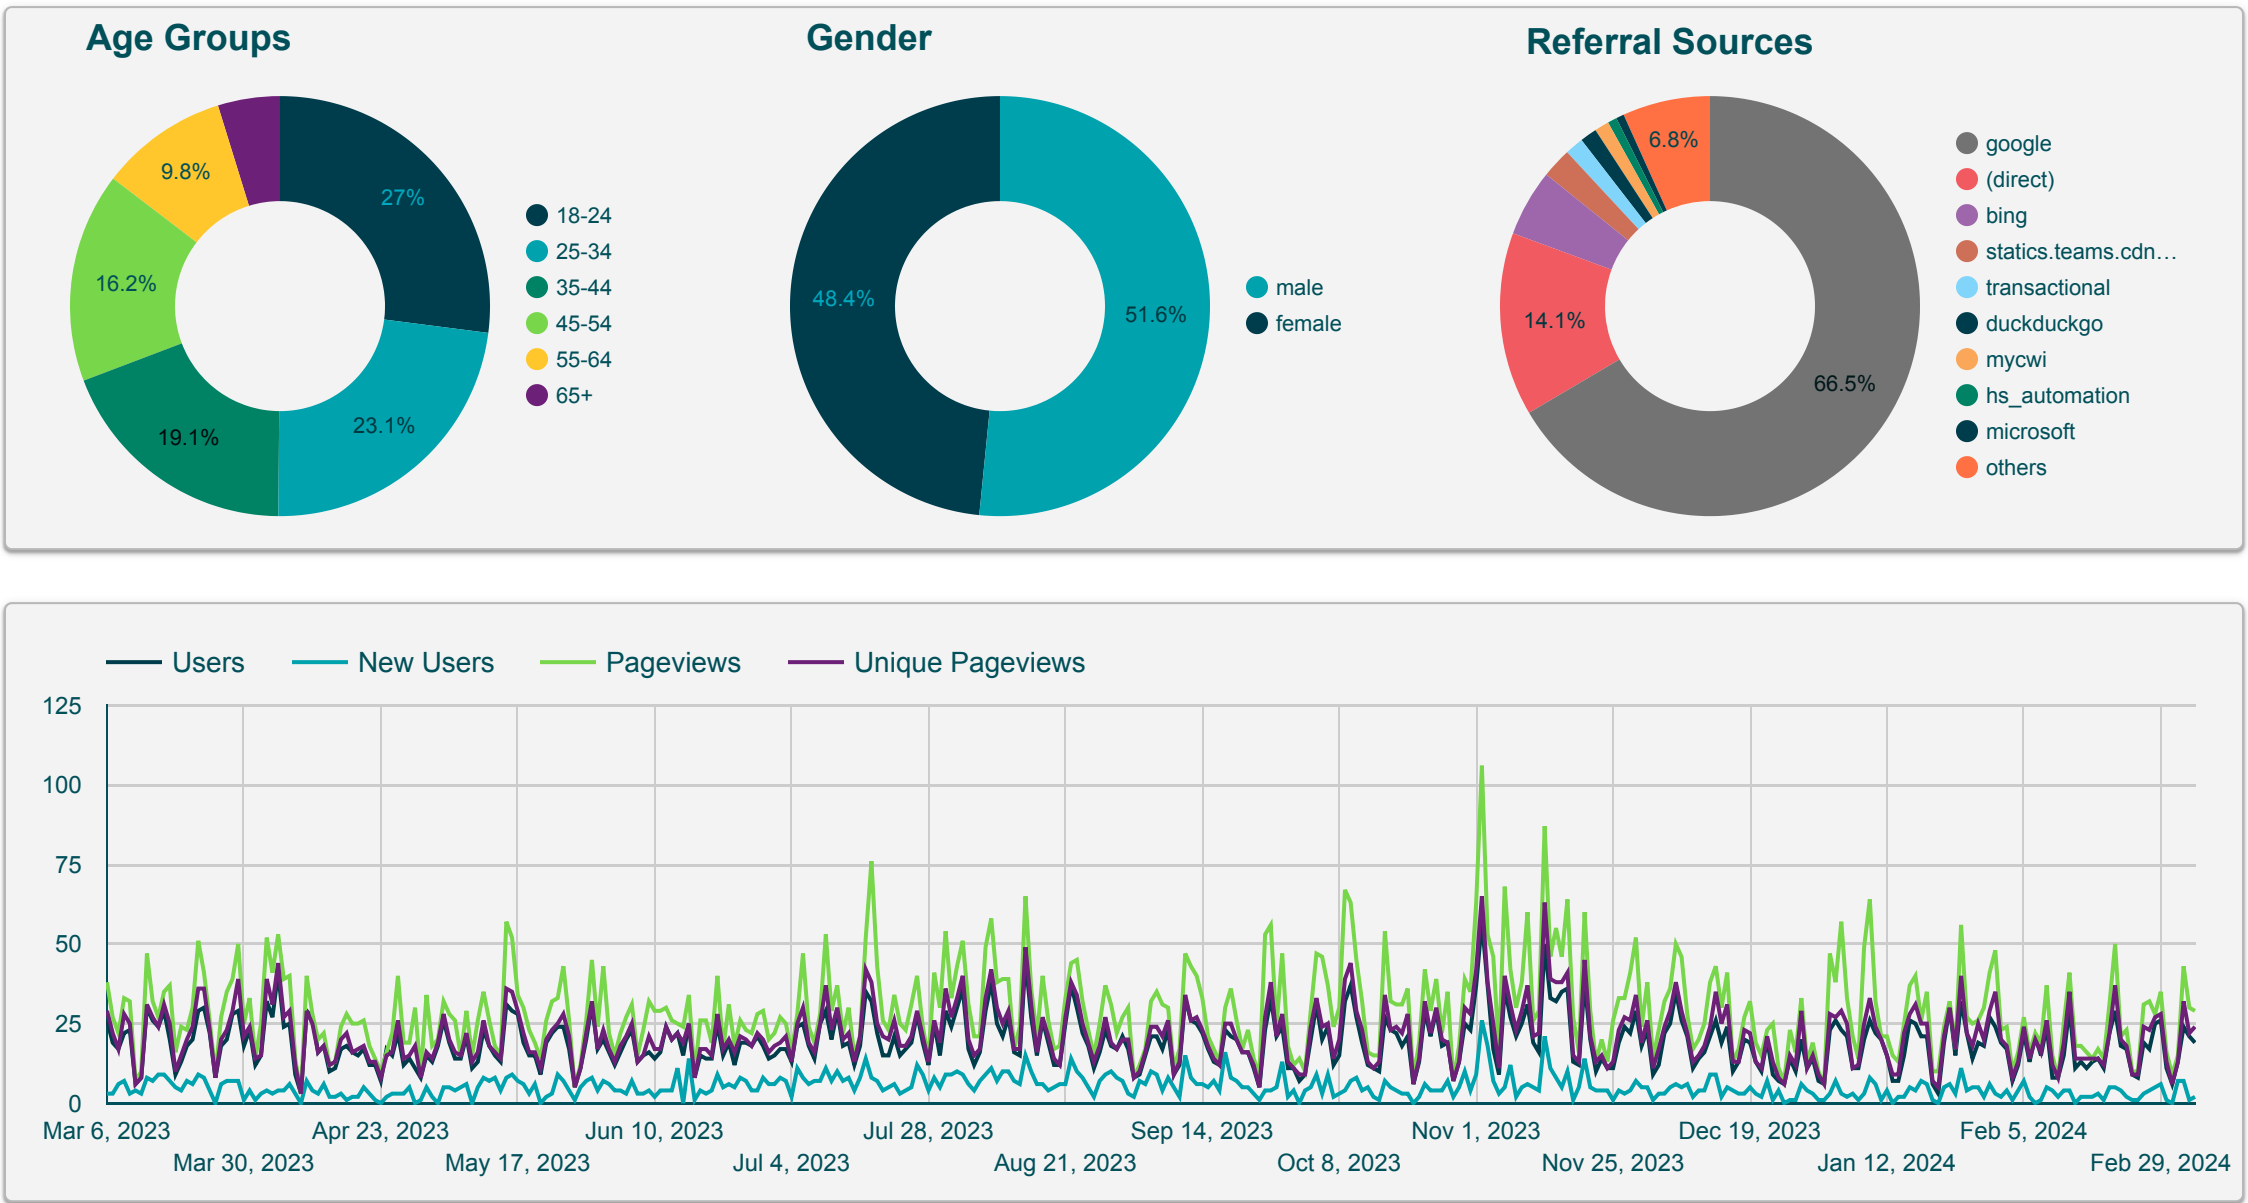 Age Groups
27%
23.1%
19.1%
16.2%
9.8%
18-24
25-34
35-44
45-54
55-64
65+
Gender
51.6%
48.4%
male
female
Referral Sources
66.5%
14.1%
6.8%
google
(direct)
bing
statics.teams.cdn…
transactional
duckduckgo
mycwi
hs_automation
microsoft
others
Users New Users Pageviews Unique Pageviews
125
100
75
50
25
0
Mar 6, 2023 Apr 23, 2023 Jun 10, 2023 Jul 28, 2023 Sep 14, 2023 Nov 1, 2023 Dec 19, 2023 Feb 5, 2024
Mar 30, 2023 May 17, 2023 Jul 4, 2023 Aug 21, 2023 Oct 8, 2023 Nov 25, 2023 Jan 12, 2024 Feb 29, 2024